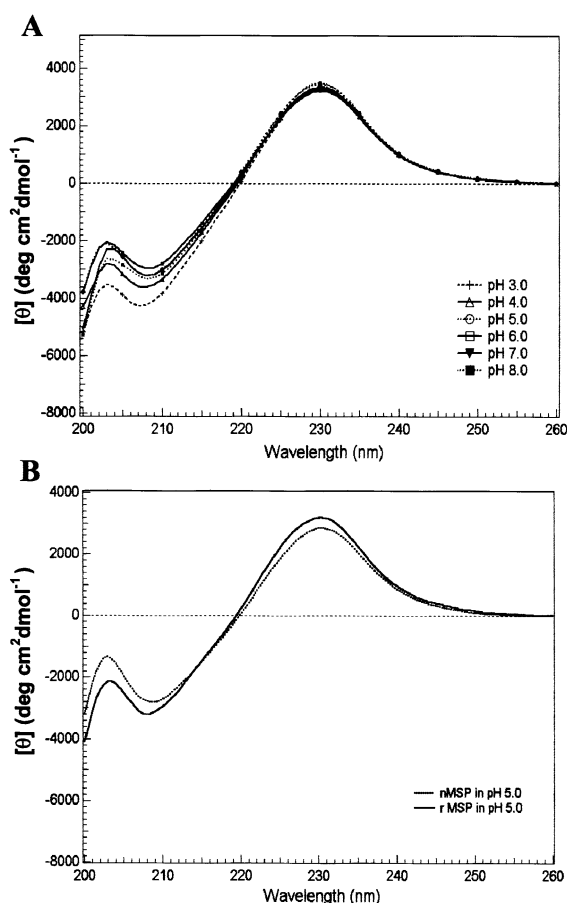 A
[θ] (deg cm²dmol⁻¹)
4000
2000
0
-2000
-4000
-6000
-8000
pH 3.0
pH 4.0
pH 5.0
pH 6.0
pH 7.0
pH 8.0
200 210 220 230 240 250 260
Wavelength (nm)
B
[θ] (deg cm²dmol⁻¹)
4000
2000
0
-2000
-4000
-6000
-8000
nMSP in pH 5.0
r MSP in pH 5.0
200 210 220 230 240 250 260
Wavelength (nm)